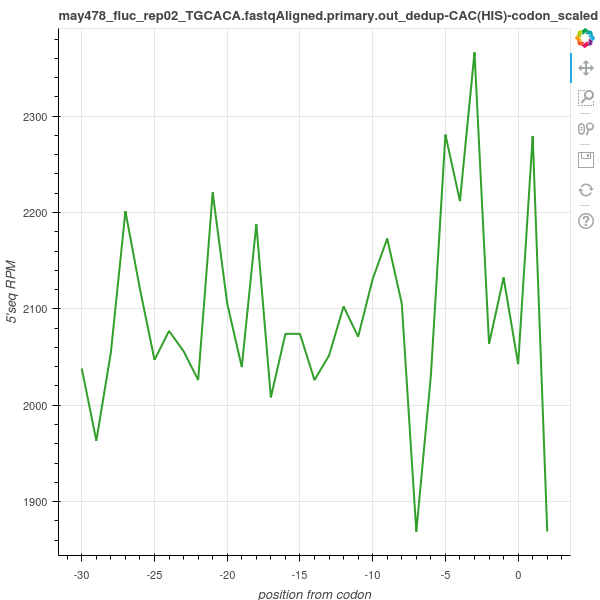 may478_fluc_rep02_TGCACA.fastqAligned.primary.out_dedup-CAC(HIS)-codon_scaled
2300
2200
2100
2000
1900
5'seq RPM
-30 -25 -20 -15 -10 -5 0
position from codon